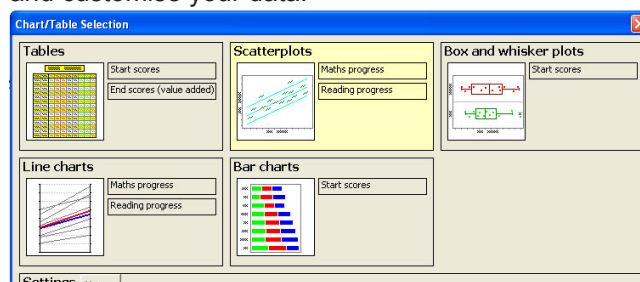 and customise your data.
Chart/Table Selection
Tables
Start scores
End scores (value added)
Scatterplots
Maths progress
Reading progress
Box and whisker plots
Start scores
Line charts
Maths progress
Reading progress
Bar charts
Start scores
Settings